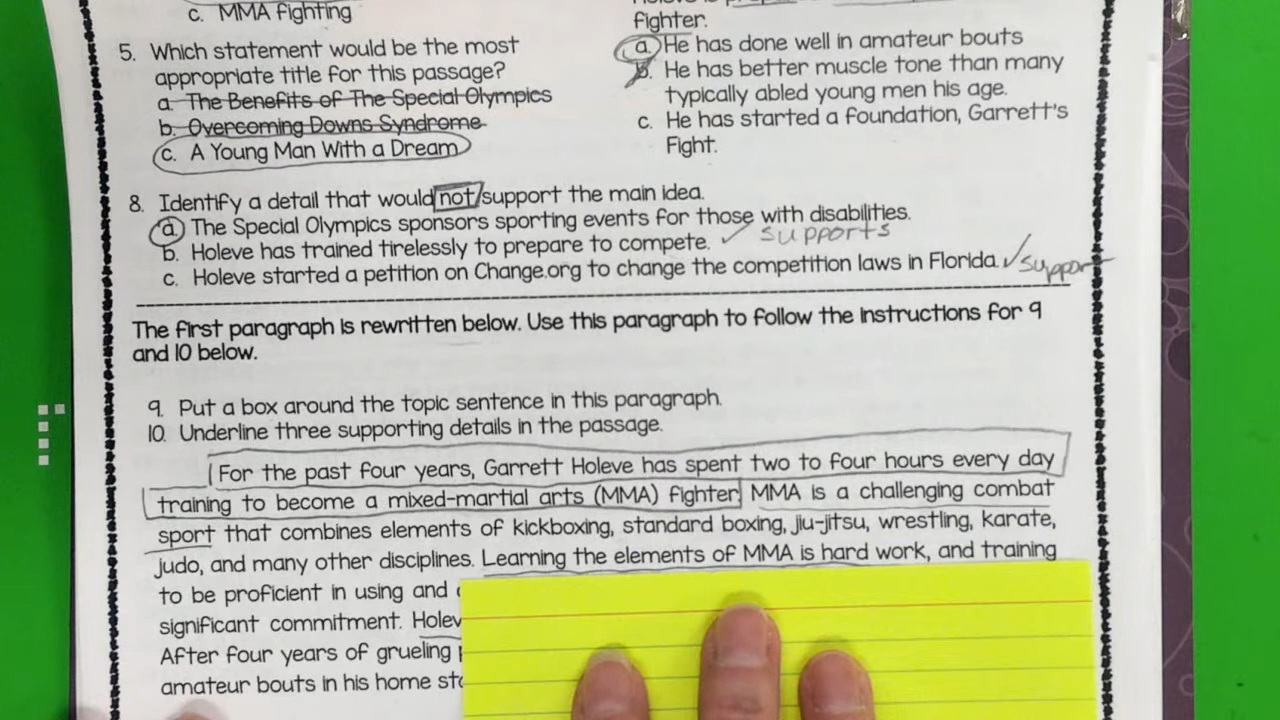 c. MMA fighting
5. Which statement would be the most
appropriate title for this passage?
a. The Benefits of The Special Olympics
b. Overcoming Downs Syndrome
c. A Young Man With a Dream
fighter.
a. He has done well in amateur bouts
b. He has better muscle tone than many
typically abled young men his age.
c. He has started a foundation, Garrett's
Fight.
8. Identify a detail that would not support the main idea.
a. The Special Olympics sponsors sporting events for those with disabilities.
b. Holeve has trained tirelessly to prepare to compete. ✓ supports
c. Holeve started a petition on Change.org to change the competition laws in Florida. ✓ support
The first paragraph is rewritten below. Use this paragraph to follow the instructions for 9
and 10 below.
9. Put a box around the topic sentence in this paragraph.
10. Underline three supporting details in the passage.
For the past four years, Garrett Holeve has spent two to four hours every day
training to become a mixed-martial arts (MMA) fighter. MMA is a challenging combat
sport that combines elements of kickboxing, standard boxing, jiu-jitsu, wrestling, karate,
judo, and many other disciplines. Learning the elements of MMA is hard work, and training
to be proficient in using and
significant commitment. Holev
After four years of grueling
amateur bouts in his home